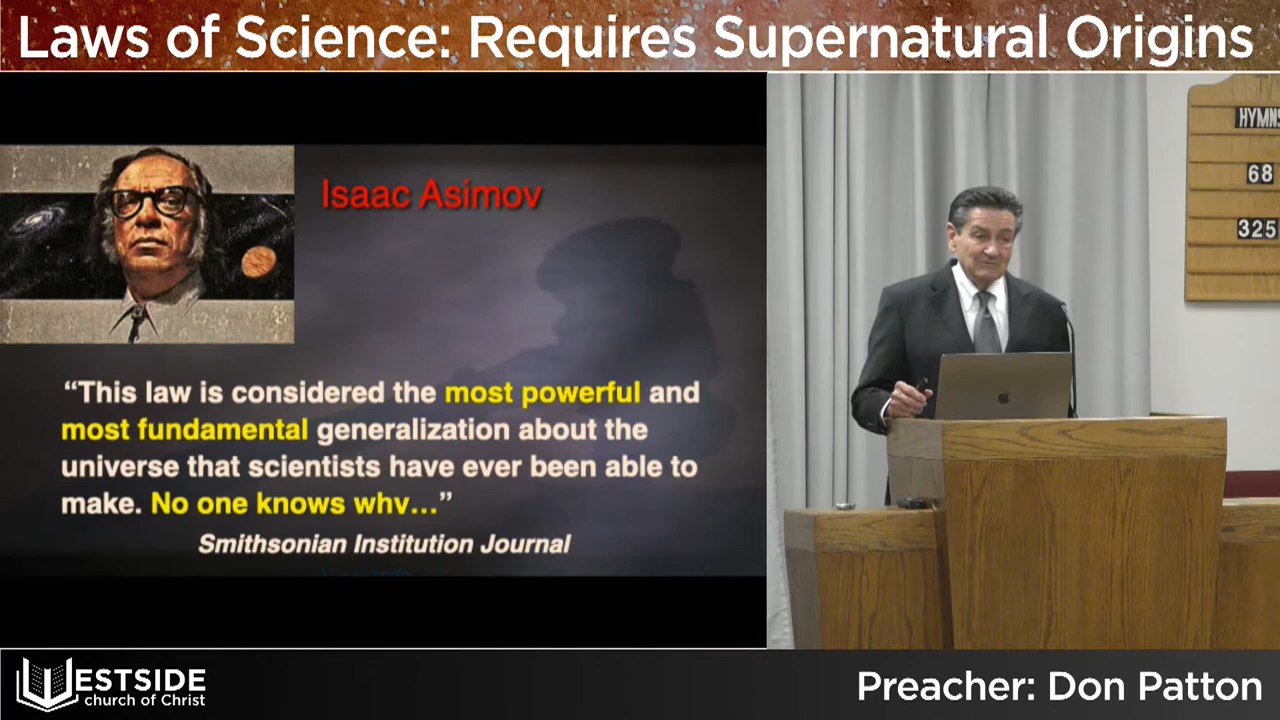 Laws of Science: Requires Supernatural Origins
Isaac Asimov
“This law is considered the most powerful and
most fundamental generalization about the
universe that scientists have ever been able to
make. No one knows why…”
Smithsonian Institution Journal
HYMNS
68
325
WESTSIDE
church of Christ
Preacher: Don Patton